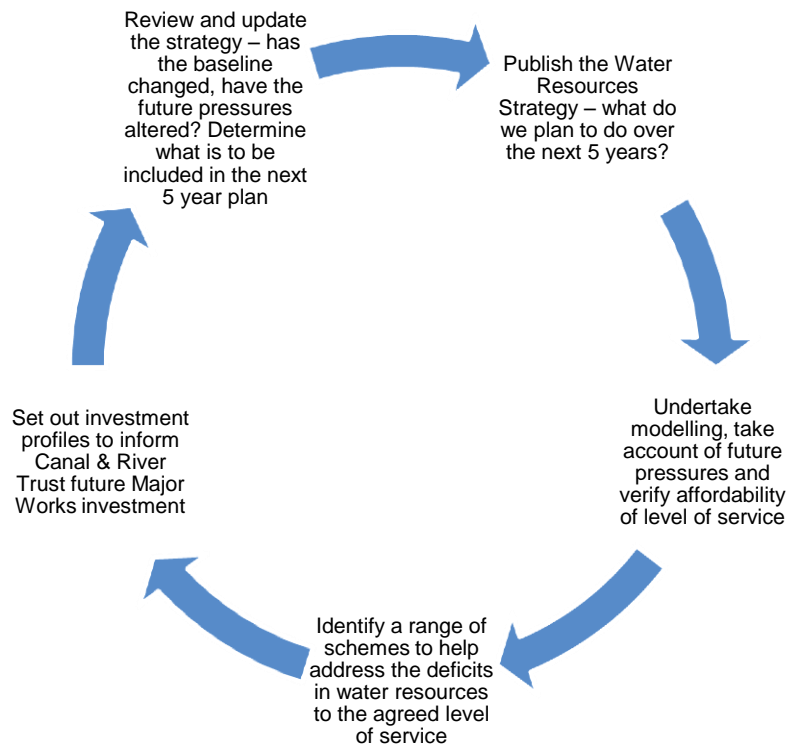 Review and update
the strategy – has
the baseline
changed, have the
future pressures
altered? Determine
what is to be
included in the next
5 year plan
Publish the Water
Resources
Strategy – what do
we plan to do over
the next 5 years?
Undertake
modelling, take
account of future
pressures and
verify affordability
of level of service
Identify a range of
schemes to help
address the deficits
in water resources
to the agreed level
of service
Set out investment
profiles to inform
Canal & River
Trust future Major
Works investment